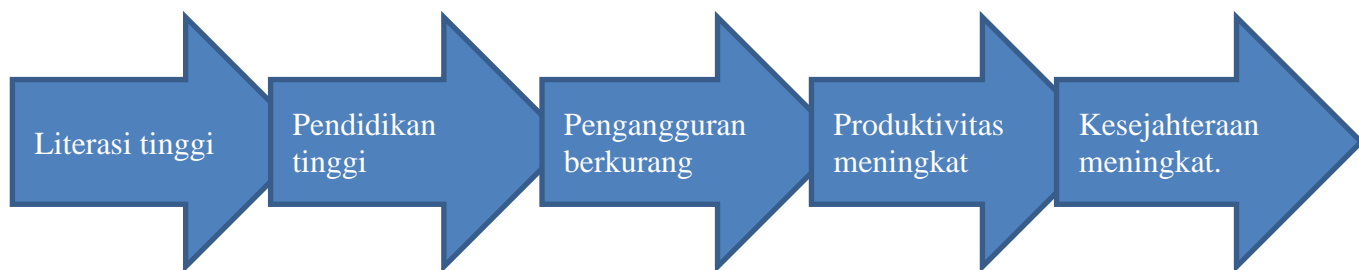 Literasi tinggi
Pendidikan
tinggi
Pengangguran
berkurang
Produktivitas
meningkat
Kesejahteraan
meningkat.